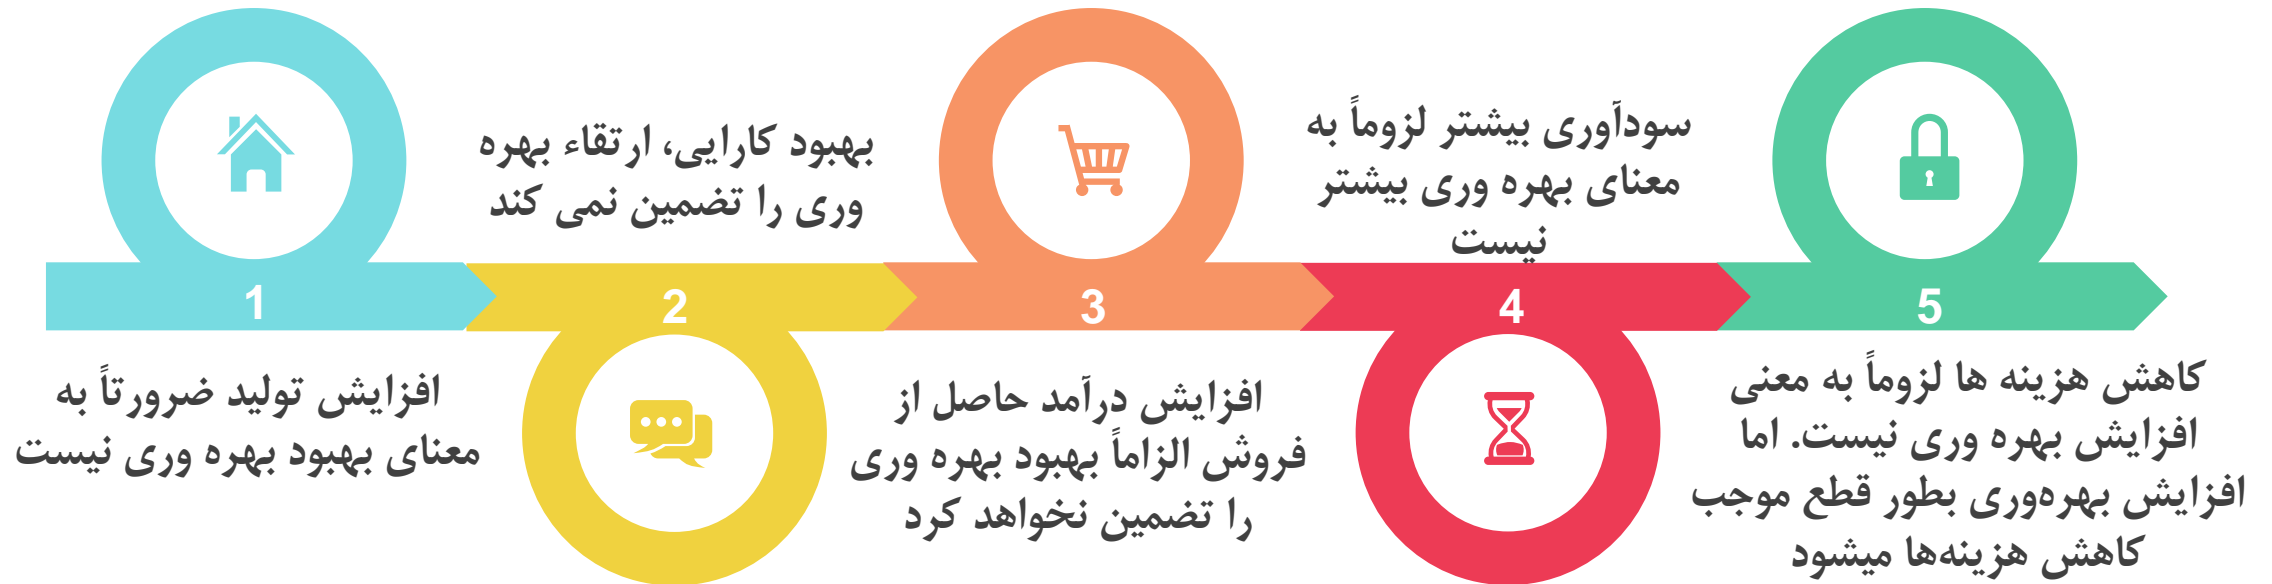 1
افزایش تولید ضرورتاً به
معنای بهبود بهره وری نیست
بهبود کارایی، ارتقاء بهره
وری را تضمین نمی کند
2
3
افزایش درآمد حاصل از
فروش الزاماً بهبود بهره وری
را تضمین نخواهد کرد
سودآوری بیشتر لزوماً به
معنای بهره وری بیشتر
نیست
4
5
کاهش هزینه ها لزوماً به معنی
افزایش بهره وری نیست. اما
افزایش بهره‌وری بطور قطع موجب
کاهش هزینه‌ها میشود